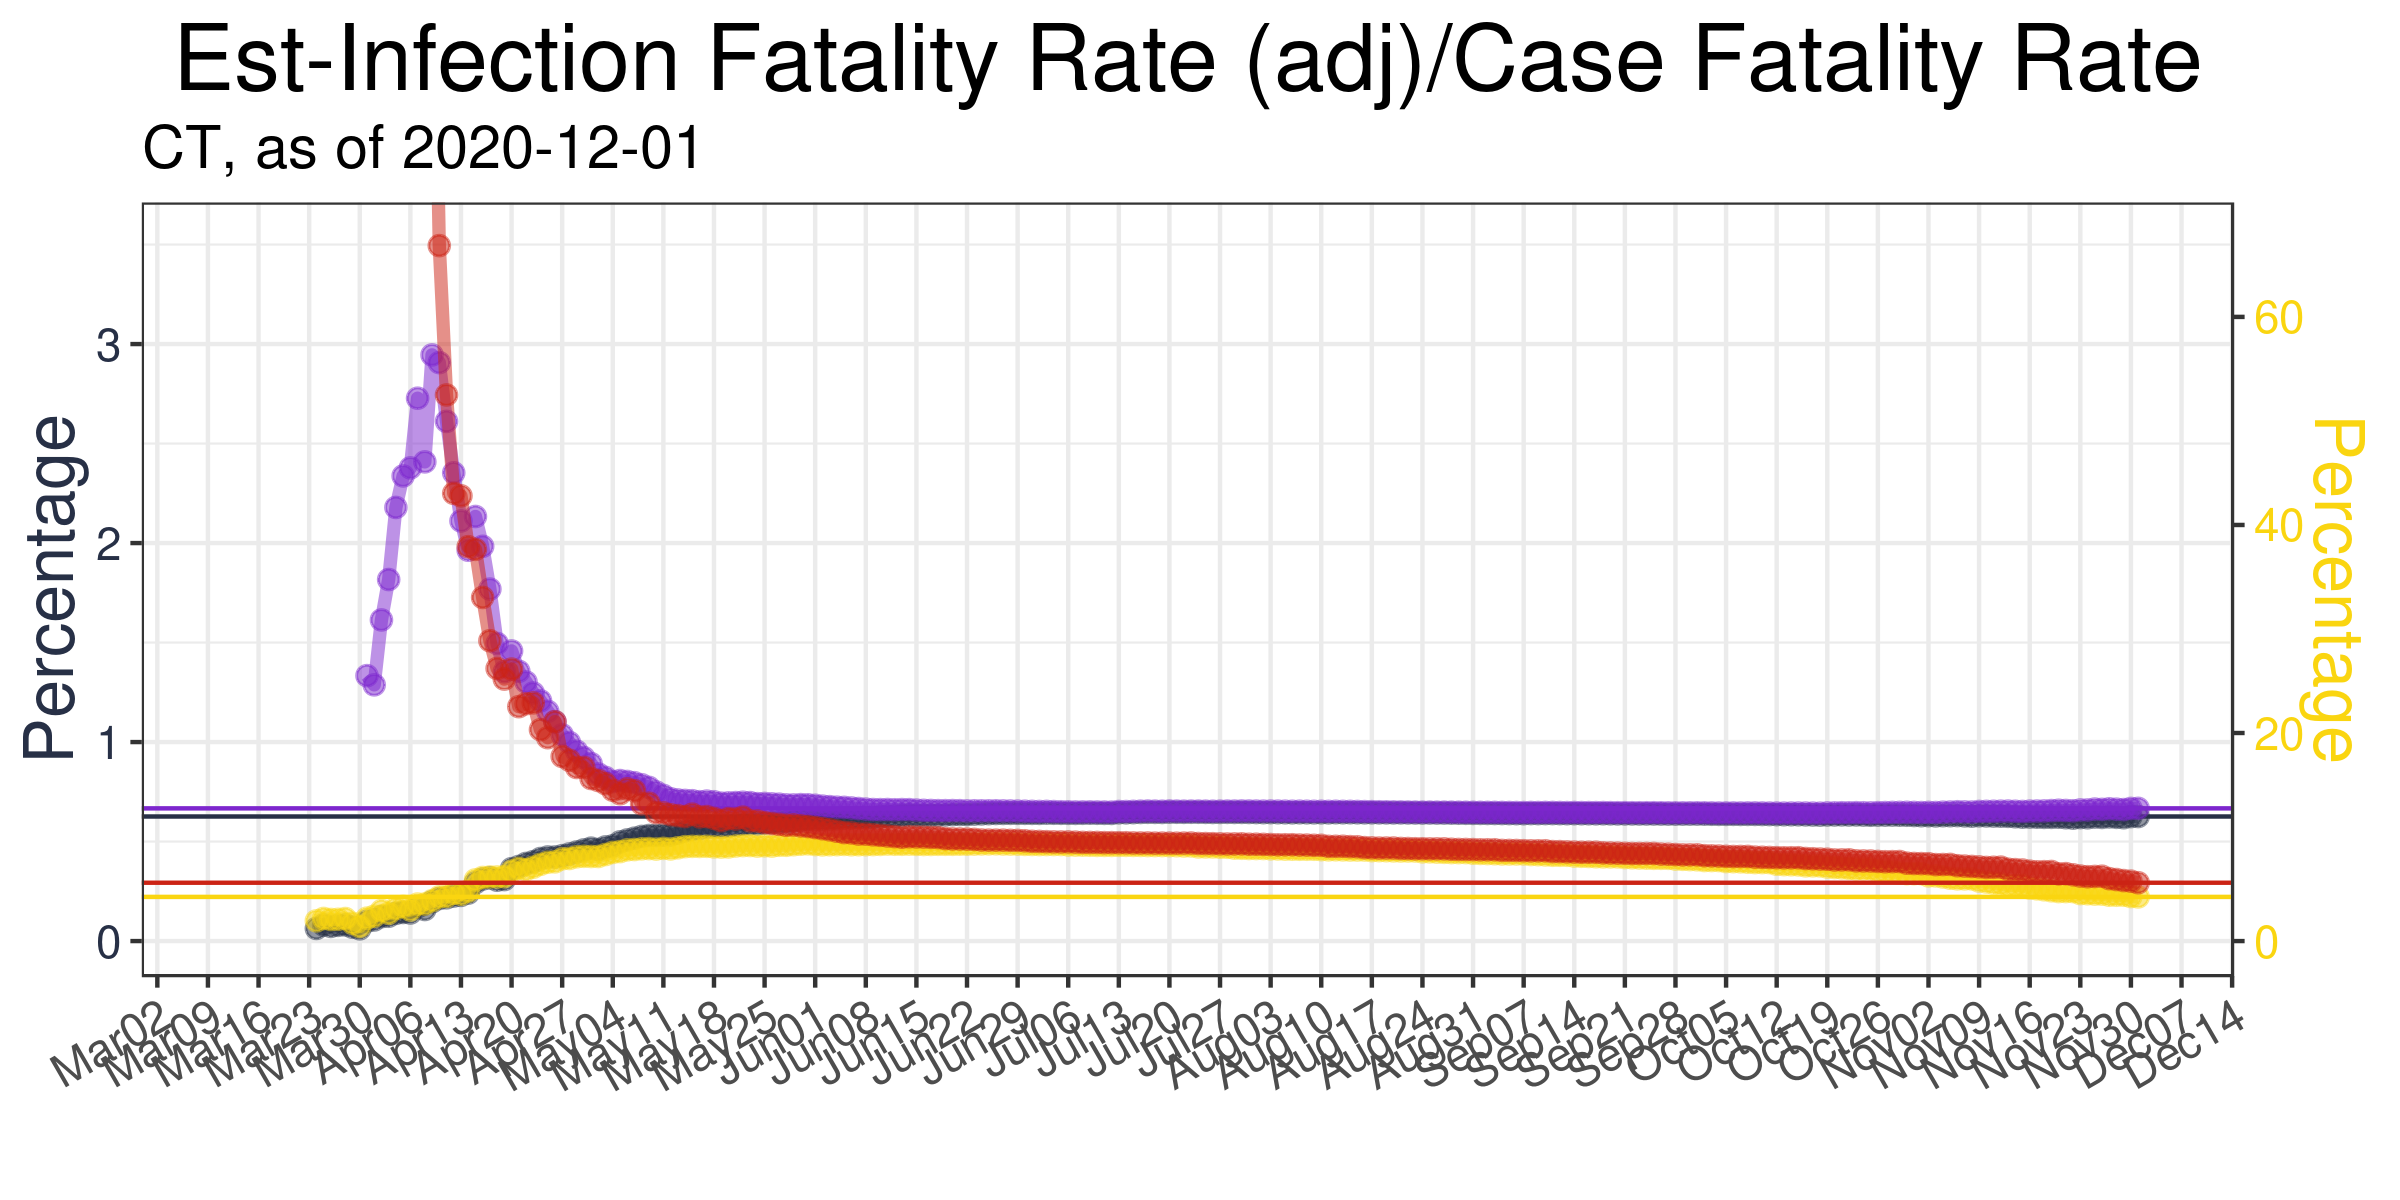 Est-Infection Fatality Rate (adj)/Case Fatality Rate
CT, as of 2020-12-01
Percentage
3
2
1
0
60
40
20
0
Percentage
Mar02
Mar09
Mar16
Mar23
Mar30
Apr06
Apr13
Apr20
Apr27
May04
May11
May18
May25
Jun01
Jun08
Jun15
Jun22
Jun29
Jul06
Jul13
Jul20
Jul27
Aug03
Aug10
Aug17
Aug24
Aug31
Sep07
Sep14
Sep21
Sep28
Oct05
Oct12
Oct19
Oct26
Nov02
Nov09
Nov16
Nov23
Nov30
Dec07
Dec14